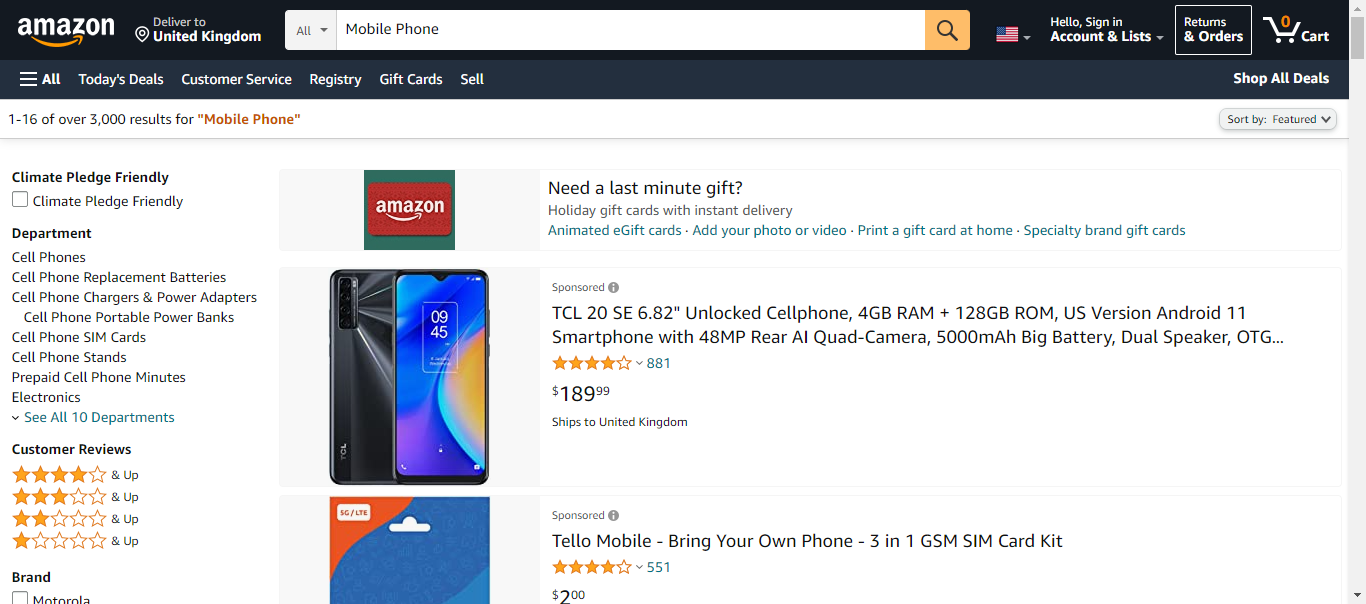 amazon
Deliver to
United Kingdom
All
Mobile Phone
Hello, Sign in
Account & Lists
Returns
& Orders
0
Cart
All
Today's Deals
Customer Service
Registry
Gift Cards
Sell
Shop All Deals
1-16 of over 3,000 results for "Mobile Phone"
Sort by: Featured
Climate Pledge Friendly
Climate Pledge Friendly
Department
Cell Phones
Cell Phone Replacement Batteries
Cell Phone Chargers & Power Adapters
Cell Phone Portable Power Banks
Cell Phone SIM Cards
Cell Phone Stands
Prepaid Cell Phone Minutes
Electronics
See All 10 Departments
Customer Reviews
& Up
& Up
& Up
& Up
Brand
Motorola
amazon
Need a last minute gift?
Holiday gift cards with instant delivery
Animated eGift cards · Add your photo or video · Print a gift card at home · Specialty brand gift cards
09
45
TCL
Sponsored
TCL 20 SE 6.82" Unlocked Cellphone, 4GB RAM + 128GB ROM, US Version Android 11
Smartphone with 48MP Rear AI Quad-Camera, 5000mAh Big Battery, Dual Speaker, OTG...
881
$18999
Ships to United Kingdom
5G / LTE
Sponsored
Tello Mobile - Bring Your Own Phone - 3 in 1 GSM SIM Card Kit
551
$200